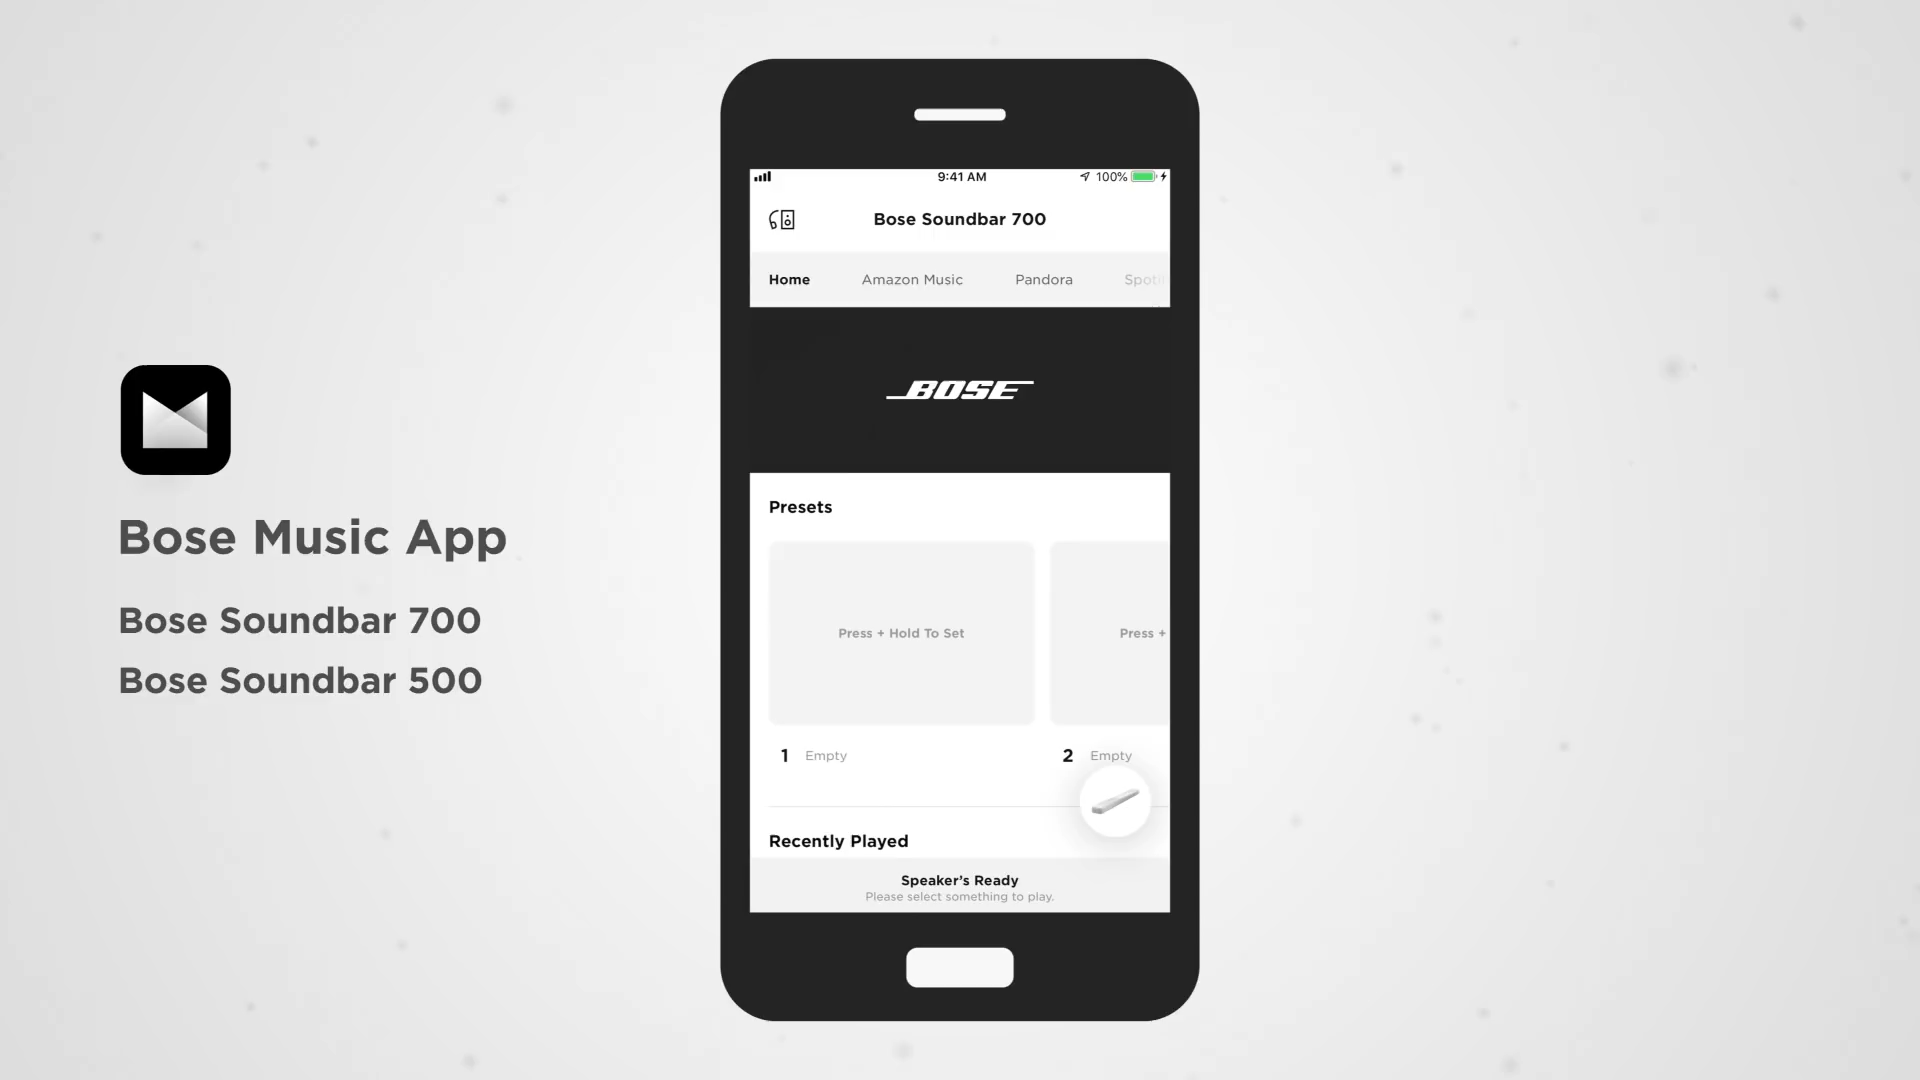 Bose Music App
Bose Soundbar 700
Bose Soundbar 500
9:41 AM
100%
Bose Soundbar 700
Home Amazon Music Pandora Spoti
BOSE
Presets
Press + Hold To Set
Press +
1 Empty
2 Empty
Recently Played
Speaker’s Ready
Please select something to play.